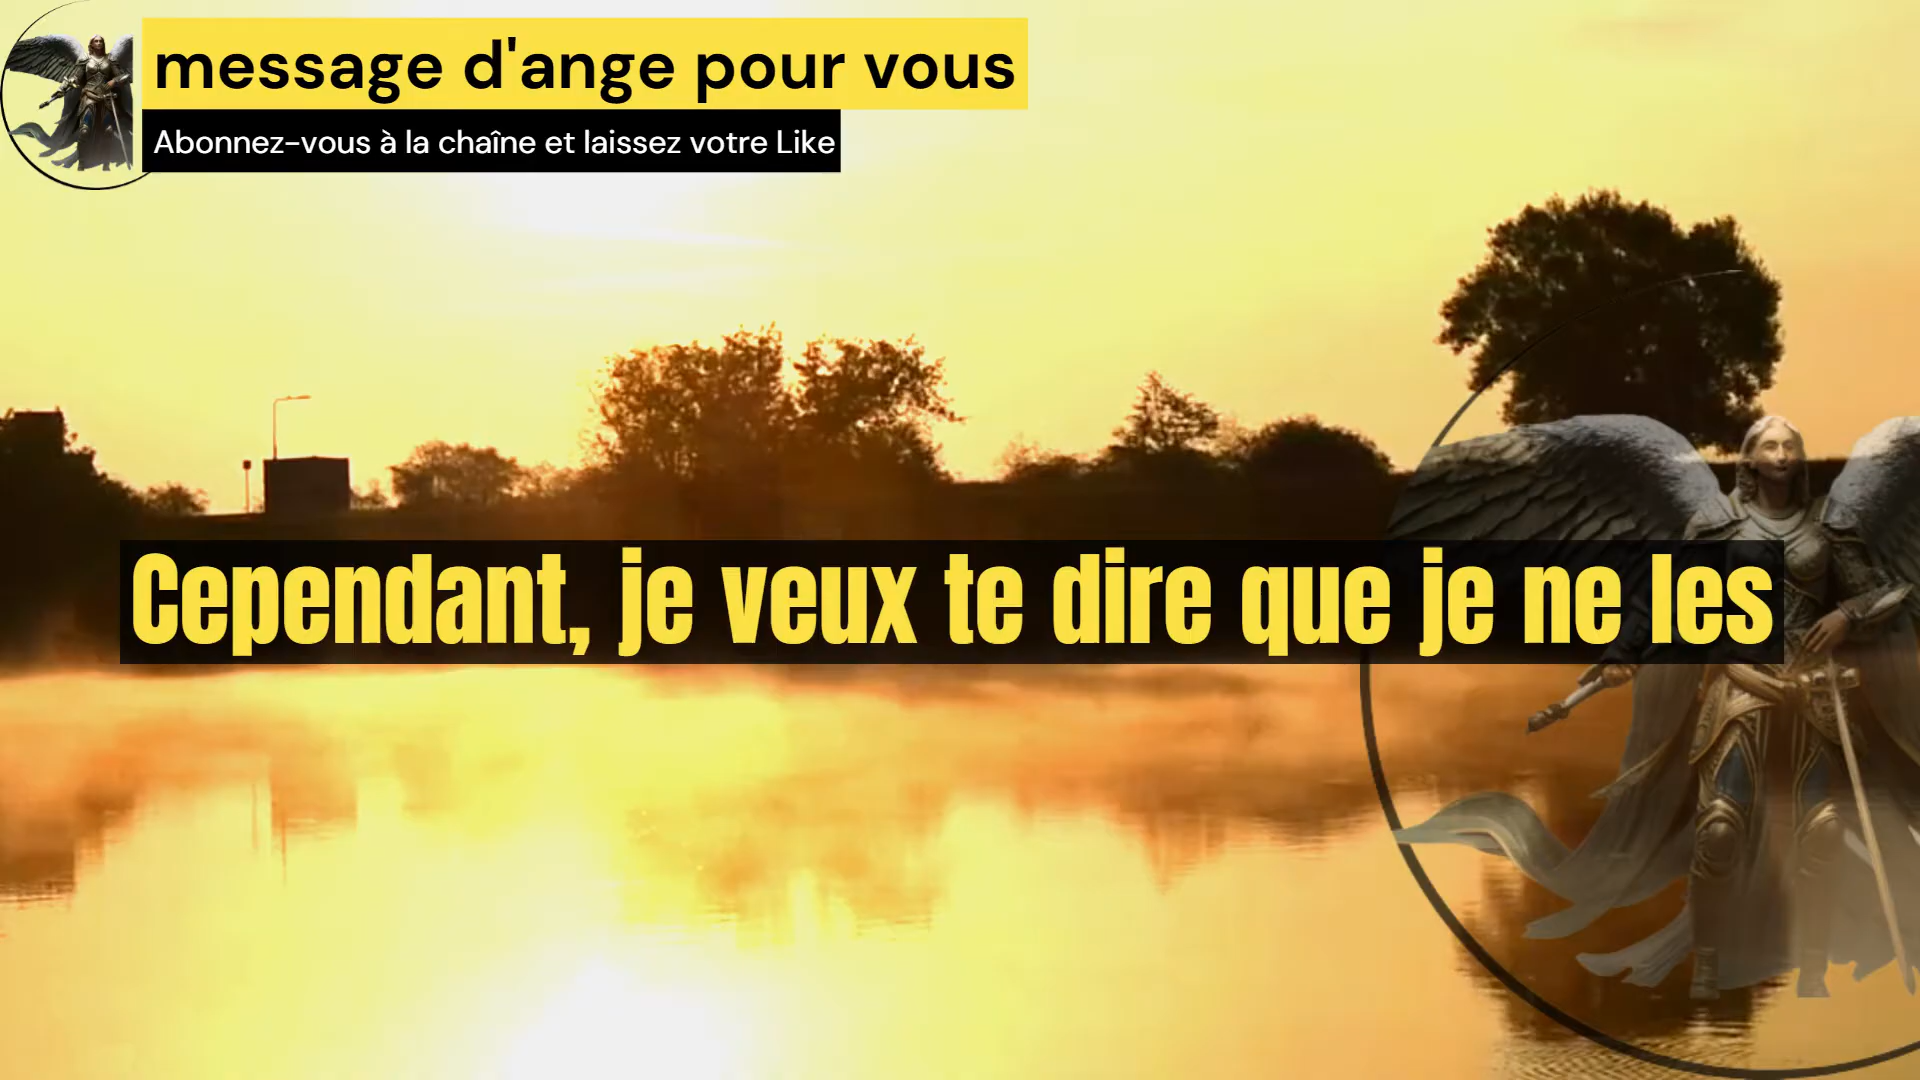 message d'ange pour vous
Abonnez-vous à la chaîne et laissez votre Like
Cependant, je veux te dire que je ne les